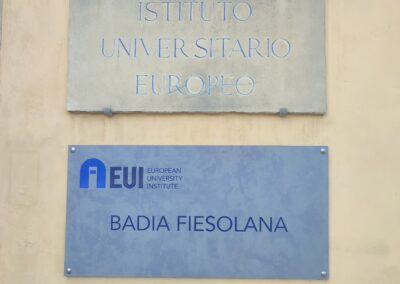 ISTITUTO
UNIVERSITARIO
EUROPEO
EUI
EUROPEAN
UNIVERSITY
INSTITUTE
BADIA FIESOLANA